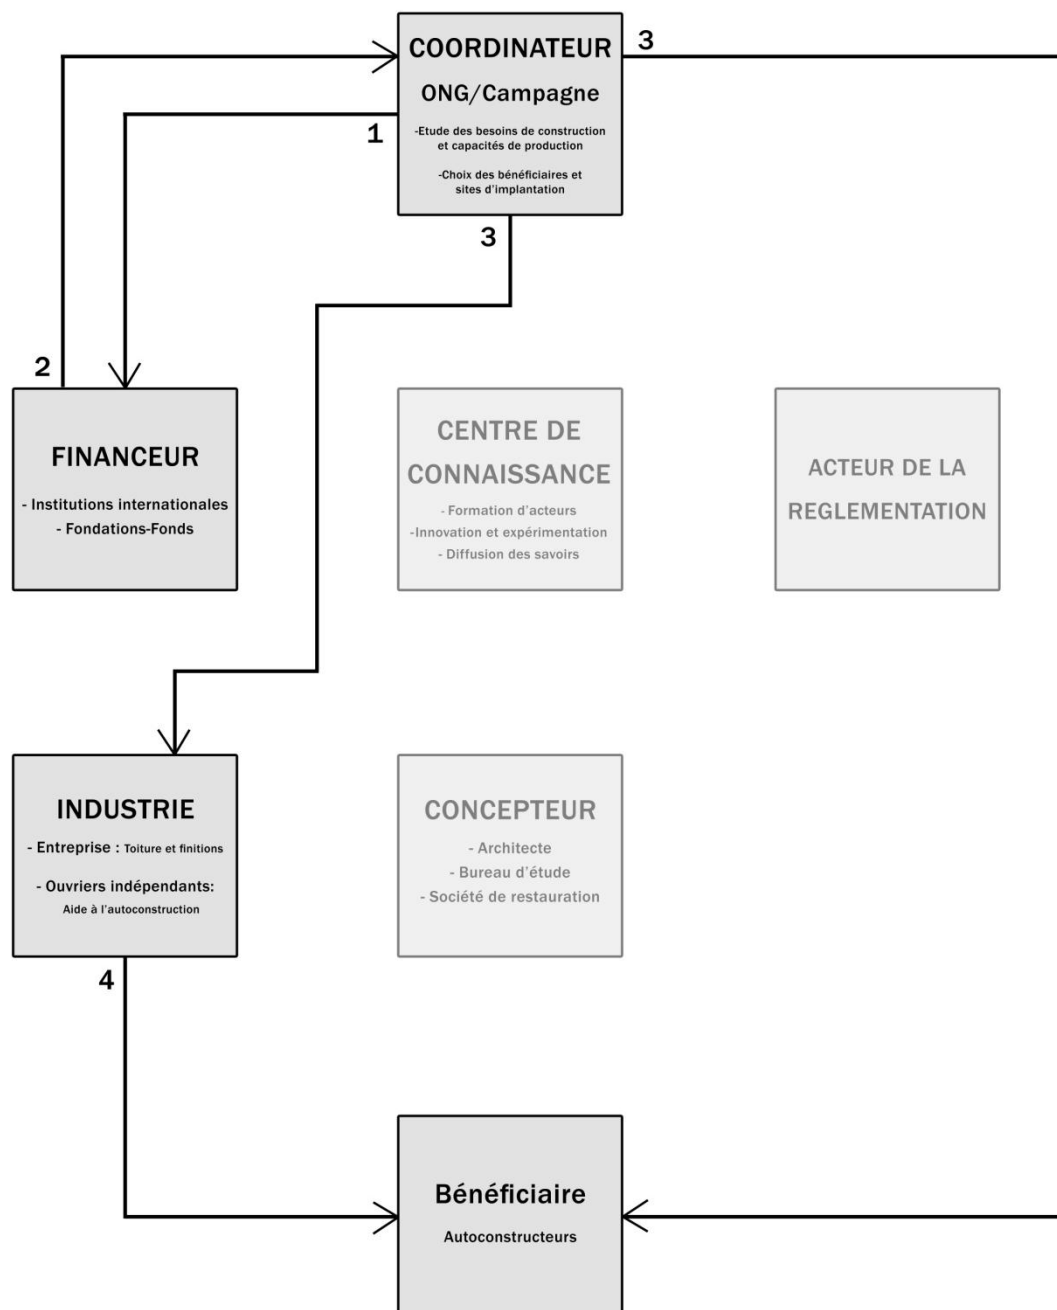 COORDINATEUR
ONG/Campagne
-Etude des besoins de construction
et capacités de production
-Choix des bénéficiaires et
sites d'implantation
3
1
3
2
FINANCEUR
- Institutions internationales
- Fondations-Fonds
CENTRE DE
CONNAISSANCE
- Formation d'acteurs
-Innovation et expérimentation
- Diffusion des savoirs
ACTEUR DE LA
REGLEMENTATION
INDUSTRIE
- Entreprise : Toiture et finitions
- Ouvriers indépendants:
Aide à l'autoconstruction
CONCEPTEUR
- Architecte
- Bureau d'étude
- Société de restauration
4
Bénéficiaire
Autoconstructeurs